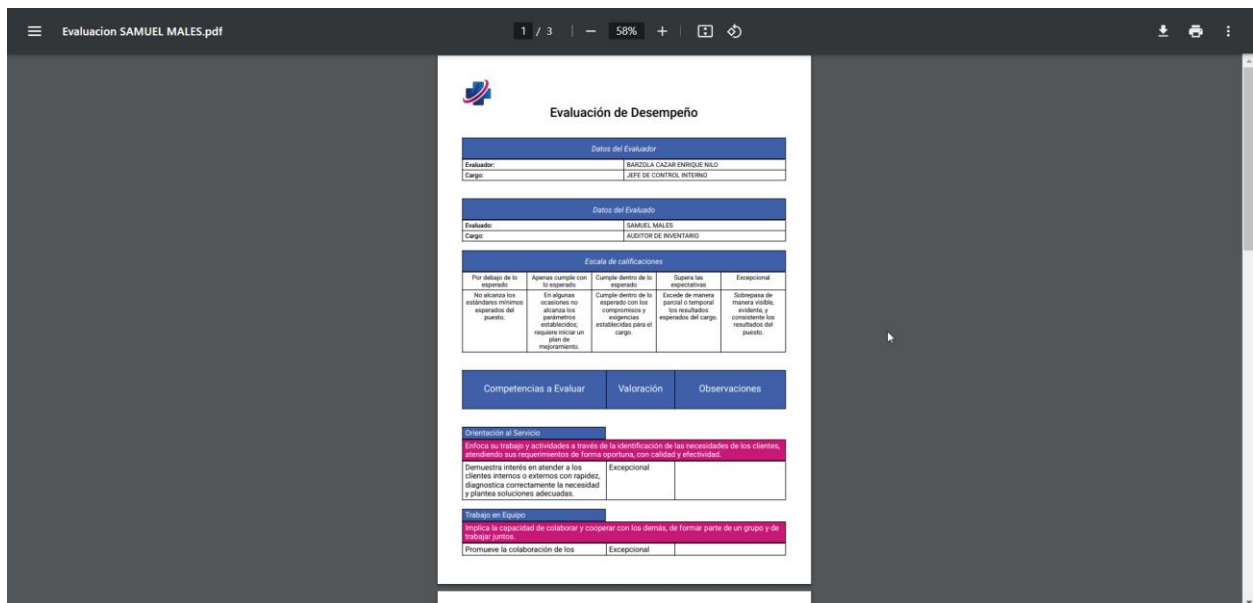 Evaluacion SAMUEL MALES.pdf
1 / 3
58%
Evaluación de Desempeño
Datos del Evaluador
Evaluador: BARZOLA CAZAR ENRIQUE NILO
Cargo: JEFE DE CONTROL INTERNO
Datos del Evaluado
Evaluado: SAMUEL MALES
Cargo: AUDITOR DE INVENTARIO
Escala de calificaciones
Por debajo de lo
esperado
Apenas cumple con
lo esperado
Cumple dentro de lo
esperado
Supera las
expectativas
Excepcional
No alcanza los
estándares mínimos
esperados del
puesto.
En algunas
ocasiones no
alcanza los
parámetros
establecidos;
requiere iniciar un
plan de
mejoramiento.
Cumple dentro de lo
esperado con los
compromisos y
exigencias
establecidas para el
cargo.
Excede de manera
parcial o temporal
los resultados
esperados del cargo.
Sobrepasa de
manera visible,
evidente, y
consistente los
resultados del
puesto.
Competencias a Evaluar
Valoración
Observaciones
Orientación al Servicio
Enfoca su trabajo y actividades a través de la identificación de las necesidades de los clientes,
atendiendo sus requerimientos de forma oportuna, con calidad y efectividad.
Demuestra interés en atender a los
clientes internos o externos con rapidez,
diagnostica correctamente la necesidad
y plantea soluciones adecuadas.
Excepcional
Trabajo en Equipo
Implica la capacidad de colaborar y cooperar con los demás, de formar parte de un grupo y de
trabajar juntos.
Promueve la colaboración de los
Excepcional